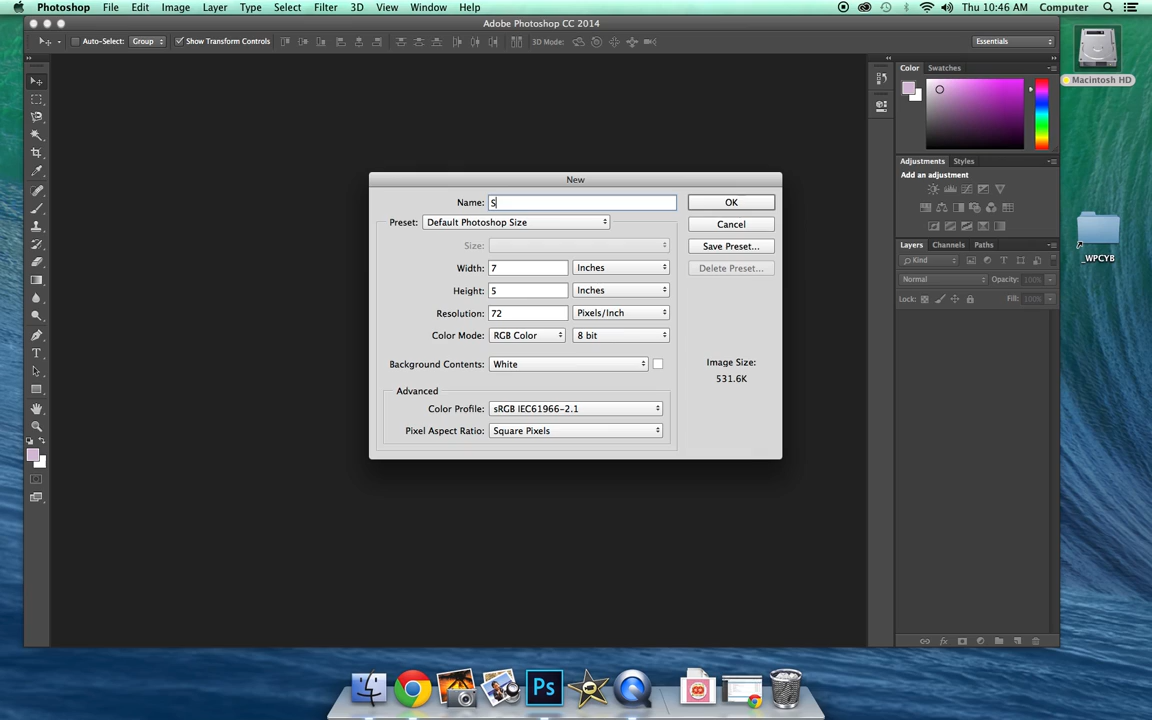 Photoshop File Edit Image Layer Type Select Filter 3D View Window Help Thu 10:46 AM Computer
Adobe Photoshop CC 2014
Auto-Select: Group Show Transform Controls 3D Mode: Essentials
Macintosh HD
Color Swatches
Adjustments Styles
Add an adjustment
_WPCYB
Layers Channels Paths
Kind
Normal Opacity: 100%
Lock: Fill: 100%
New
Name: S OK
Preset: Default Photoshop Size Cancel
Size: Save Preset...
Width: 7 Inches Delete Preset...
Height: 5 Inches
Resolution: 72 Pixels/Inch
Color Mode: RGB Color 8 bit
Background Contents: White
Image Size:
531.6K
Advanced
Color Profile: sRGB IEC61966-2.1
Pixel Aspect Ratio: Square Pixels
Ps